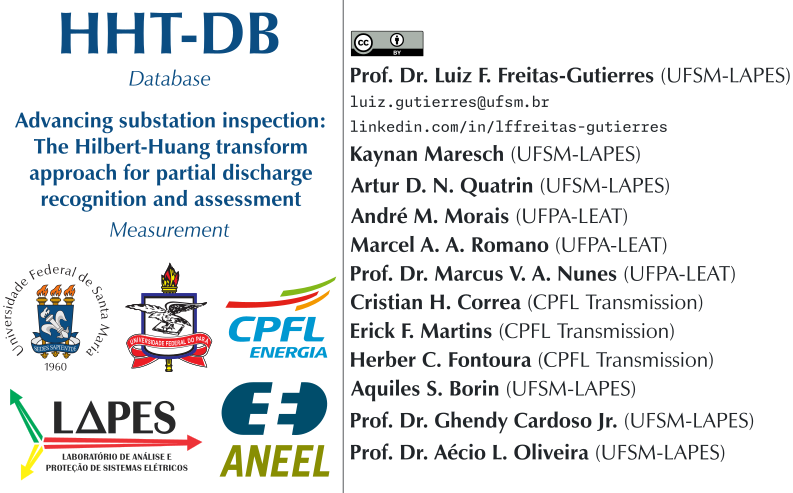 HHT-DB
Database
Advancing substation inspection:
The Hilbert-Huang transform
approach for partial discharge
recognition and assessment
Measurement
Universidade Federal de Santa Maria
SEDES SAPIENTIÆ
1960
UNIVERSIDADE FEDERAL DO PARÁ
CPFL
ENERGIA
LAPES
LABORATÓRIO DE ANÁLISE E
PROTEÇÃO DE SISTEMAS ELÉTRICOS
ANEEL
cc
BY
Prof. Dr. Luiz F. Freitas-Gutierres (UFSM-LAPES)
luiz.gutierres@ufsm.br
linkedin.com/in/lffreitas-gutierres
Kaynan Maresch (UFSM-LAPES)
Artur D. N. Quatrin (UFSM-LAPES)
André M. Morais (UFPA-LEAT)
Marcel A. A. Romano (UFPA-LEAT)
Prof. Dr. Marcus V. A. Nunes (UFPA-LEAT)
Cristian H. Correa (CPFL Transmission)
Erick F. Martins (CPFL Transmission)
Herber C. Fontoura (CPFL Transmission)
Aquiles S. Borin (UFSM-LAPES)
Prof. Dr. Ghendy Cardoso Jr. (UFSM-LAPES)
Prof. Dr. Aécio L. Oliveira (UFSM-LAPES)